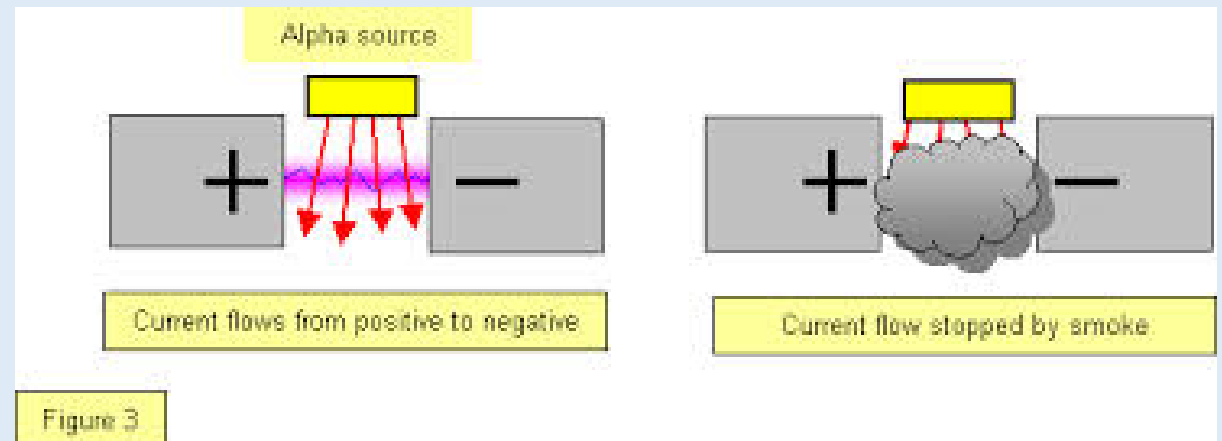 Alpha source
+
−
+
−
Current flows from positive to negative
Current flow stopped by smoke
Figure 3